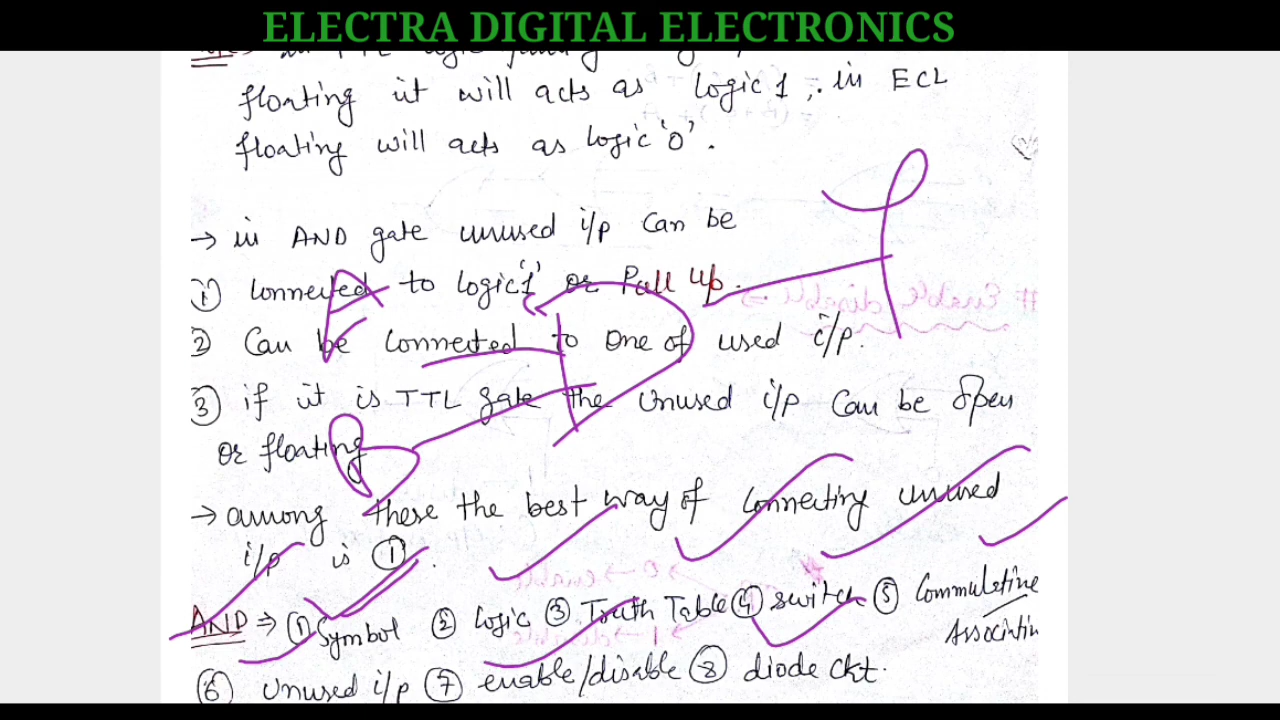 ELECTRA DIGITAL ELECTRONICS
floating it will acts as logic 1, ∴ in ECL
floating will acts as logic '0'.
→ in AND gate unused i/p Can be
① Connected to logic '1' or Pull up.
② Can be Connected to One of used i/p.
③ if it is TTL gate the unused i/p Can be Open
or floating
→ among these the best way of Connecting unused
i/p is ①.
AND ⇒ ① Symbol ② logic ③ Truth Table ④ switch ⑤ Commutative
Associativ
⑥ Unused i/p ⑦ enable/disable ⑧ diode ckt.